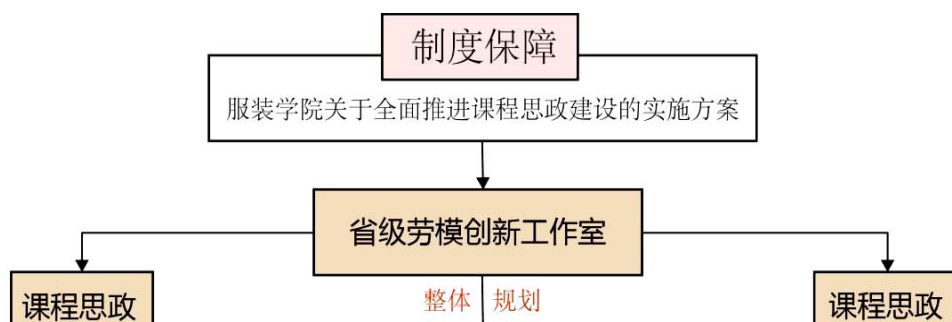 制度保障
服装学院关于全面推进课程思政建设的实施方案
省级劳模创新工作室
整体 规划
课程思政
课程思政